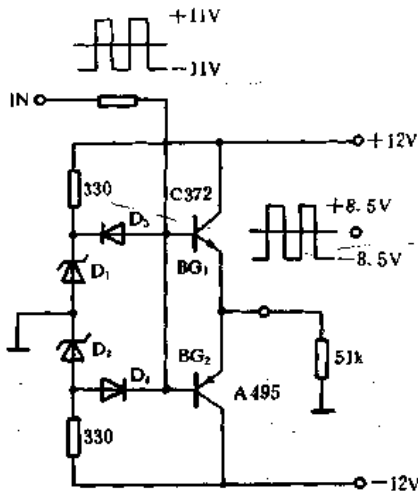 +11V
-11V
IN
+12V
330
C372
D₃
+8.5V
-8.5V
D₁
BG₁
D₂
BG₂
51k
D₄
A495
330
-12V